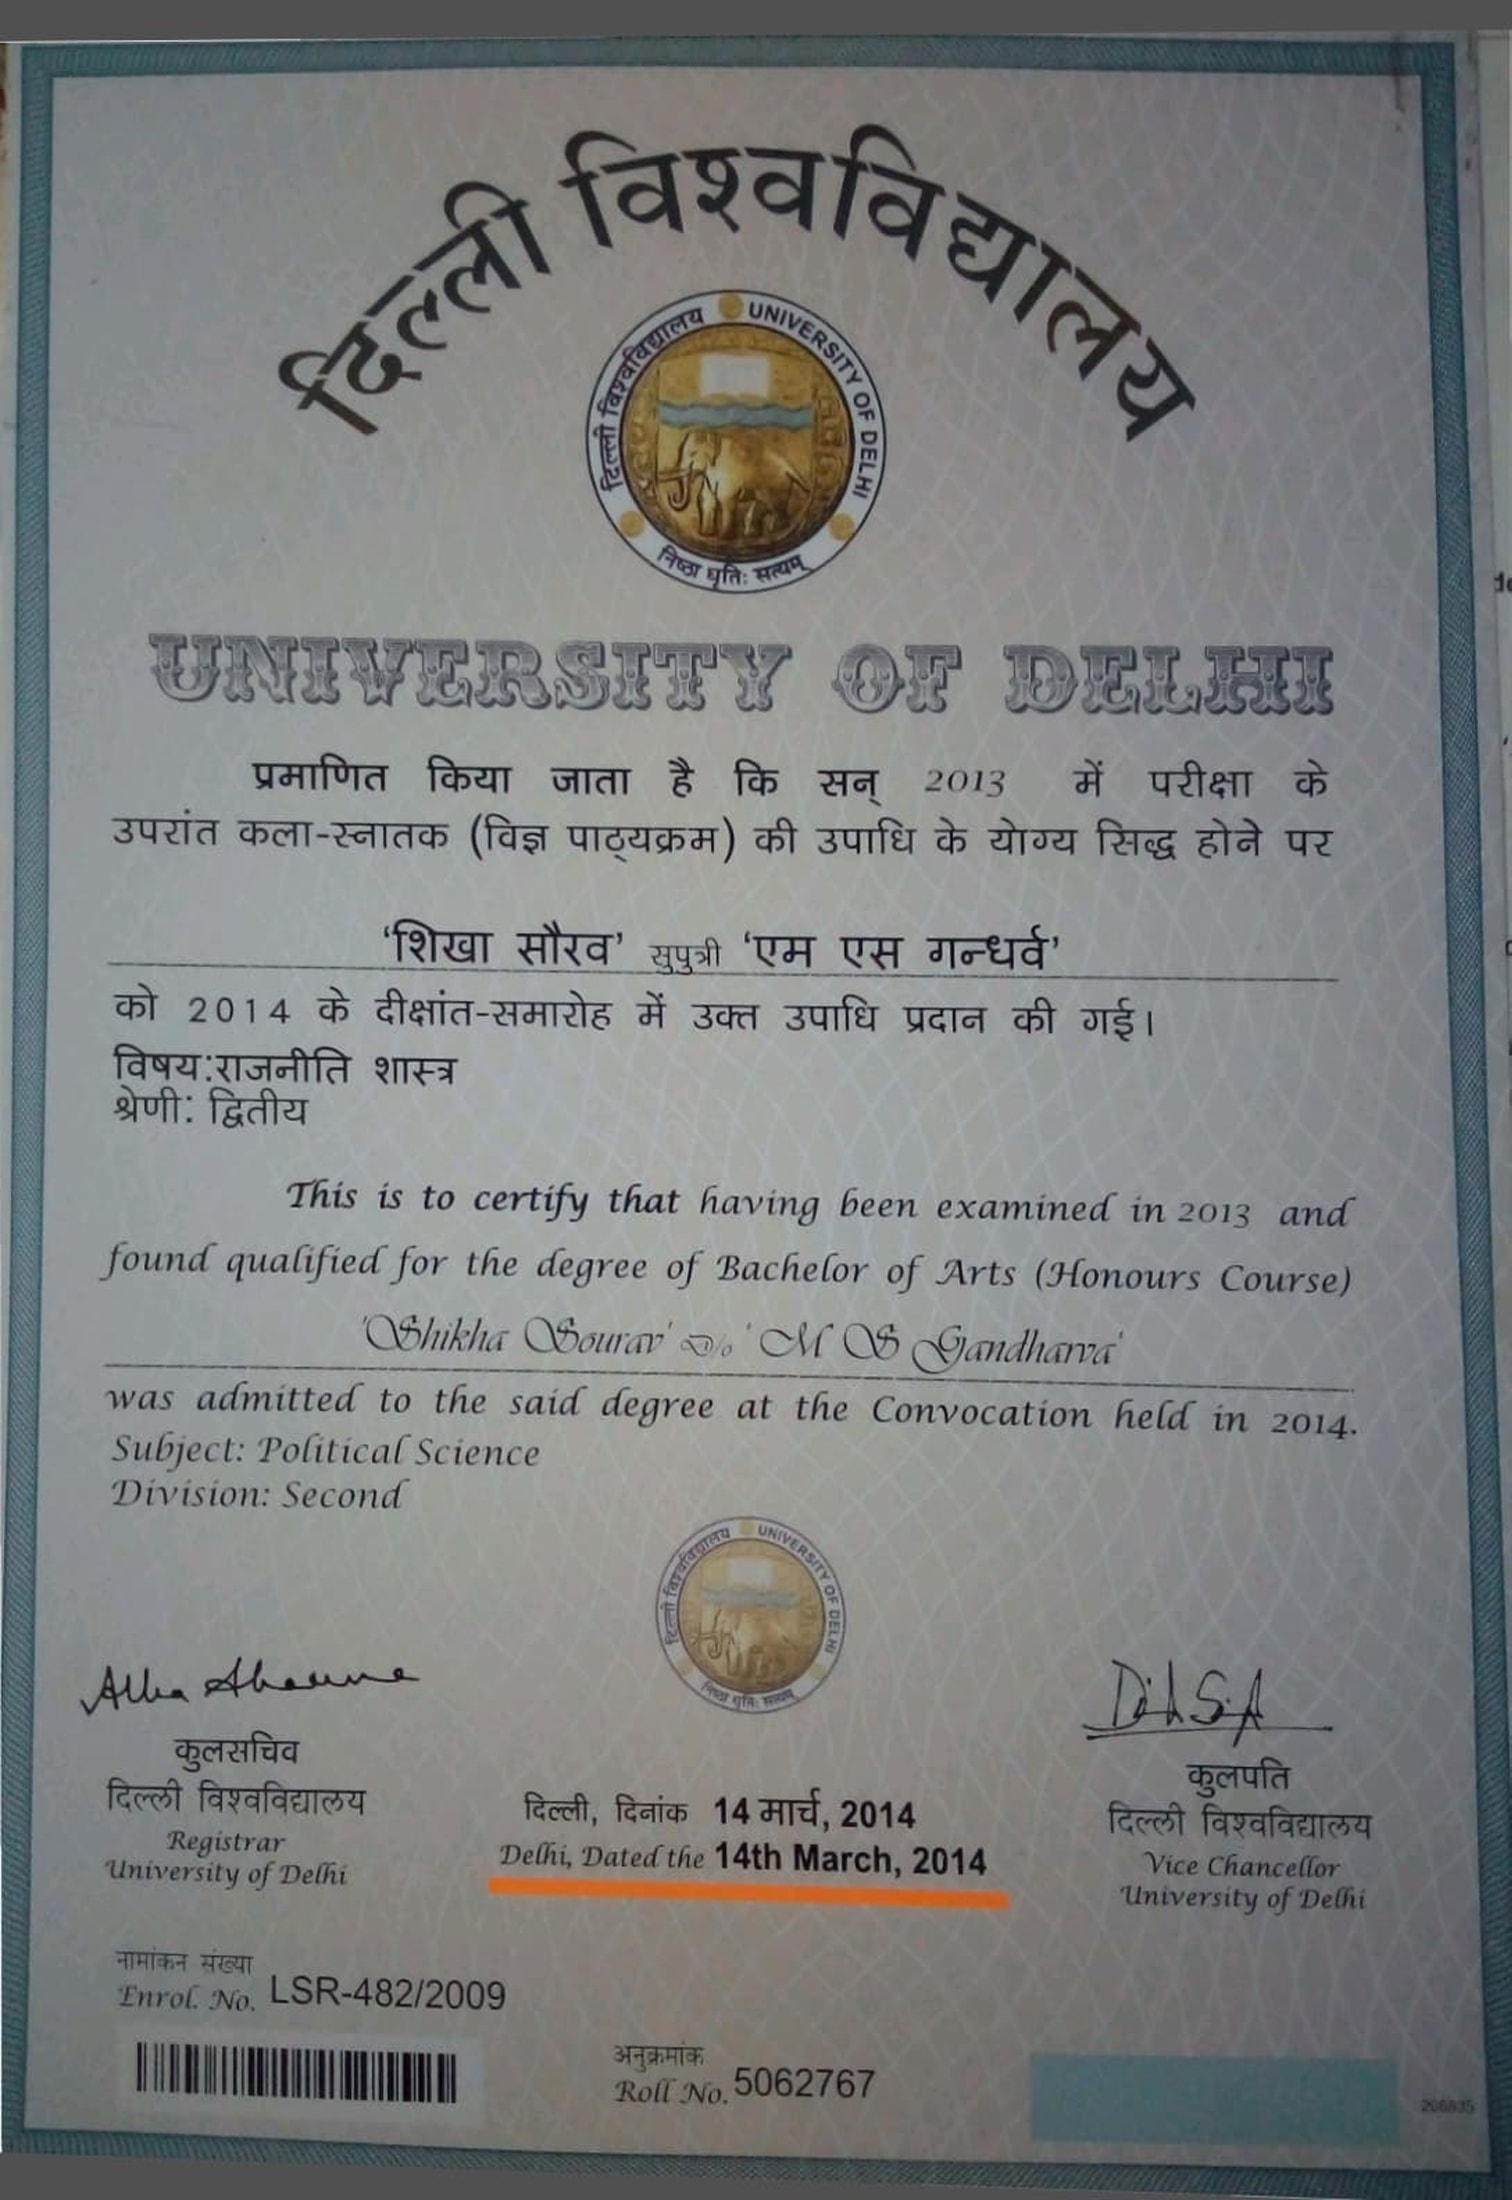 दिल्ली विश्वविद्यालय
दिल्ली विश्वविद्यालय UNIVERSITY OF DELHI
निष्ठा धृति: सत्यम्
UNIVERSITY OF DELHI
प्रमाणित किया जाता है कि सन् 2013 में परीक्षा के
उपरांत कला-स्नातक (विज्ञ पाठ्यक्रम) की उपाधि के योग्य सिद्ध होने पर
‘शिखा सौरव’ सुपुत्री ‘एम एस गन्धर्व’
को 2014 के दीक्षांत-समारोह में उक्त उपाधि प्रदान की गई।
विषय:राजनीति शास्त्र
श्रेणी: द्वितीय
This is to certify that having been examined in 2013 and
found qualified for the degree of Bachelor of Arts (Honours Course)
'Shikha Sourav' D/o ' M S Gandharva'
was admitted to the said degree at the Convocation held in 2014.
Subject: Political Science
Division: Second
दिल्ली विश्वविद्यालय UNIVERSITY OF DELHI
निष्ठा धृति: सत्यम्
कुलसचिव
दिल्ली विश्वविद्यालय
Registrar
University of Delhi
दिल्ली, दिनांक 14 मार्च, 2014
Delhi, Dated the 14th March, 2014
कुलपति
दिल्ली विश्वविद्यालय
Vice Chancellor
University of Delhi
नामांकन संख्या
Enrol. No. LSR-482/2009
अनुक्रमांक
Roll No. 5062767